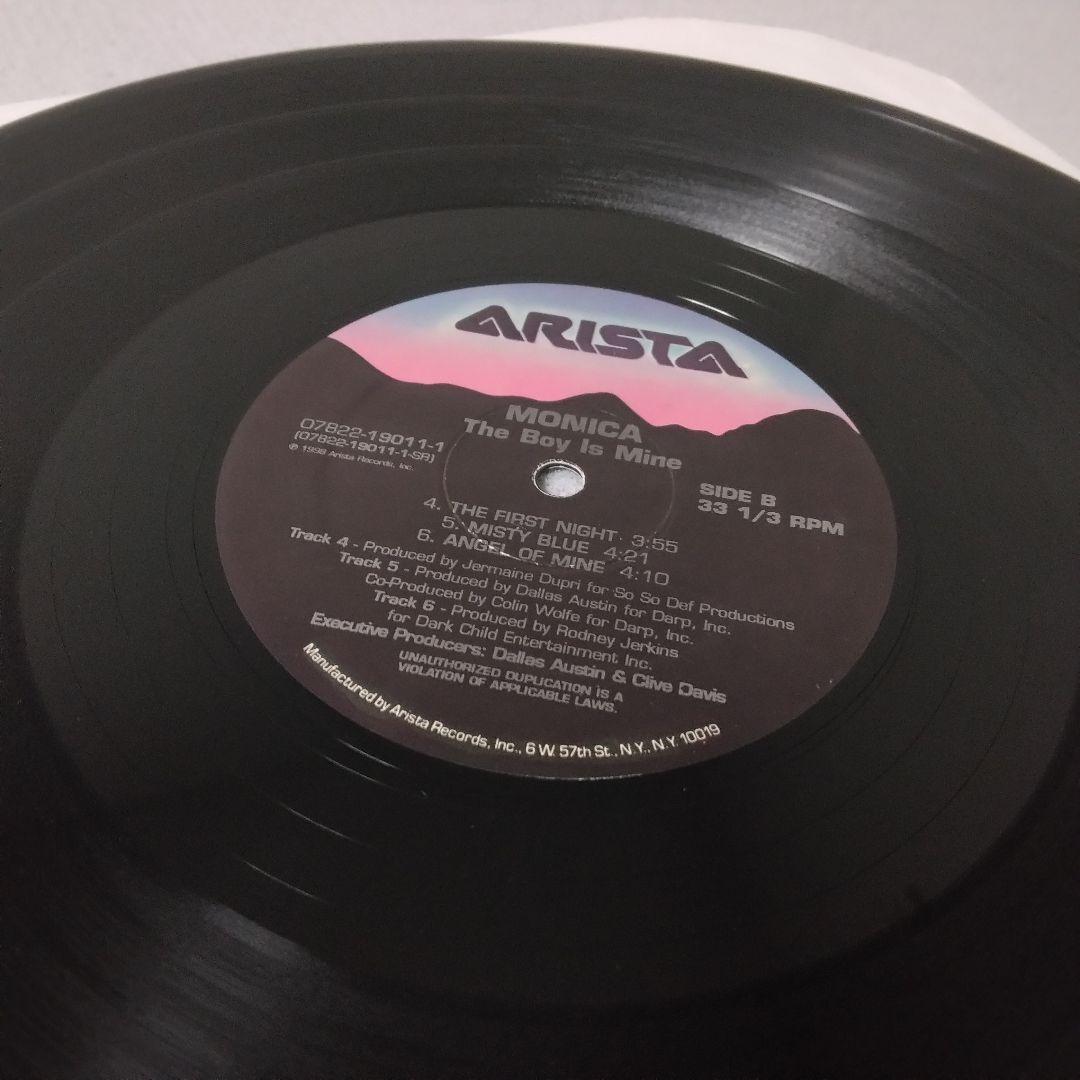 ARISTA
MONICA
The Boy Is Mine
07822-19011-1
(07822-19011-1-SB)
℗ 1998 Arista Records, Inc.
SIDE B
33 1/3 RPM
4. THE FIRST NIGHT 3:55
5. MISTY BLUE 4:21
6. ANGEL OF MINE 4:10
Track 4 - Produced by Jermaine Dupri for So So Def Productions
Track 5 - Produced by Dallas Austin for Darp, Inc.
Co-Produced by Colin Wolfe for Darp, Inc.
Track 6 - Produced by Rodney Jerkins
for Dark Child Entertainment Inc.
Executive Producers: Dallas Austin & Clive Davis
UNAUTHORIZED DUPLICATION IS A
VIOLATION OF APPLICABLE LAWS.
Manufactured by Arista Records, Inc., 6 W. 57th St., N.Y., N.Y. 10019